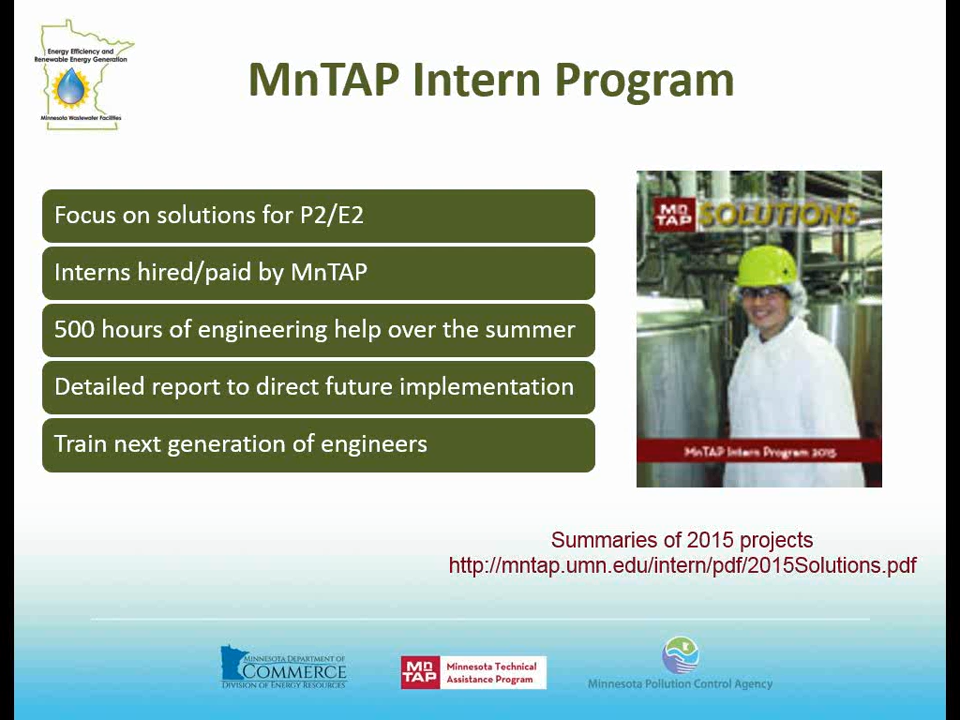 Energy Efficiency and
Renewable Energy Generation
Minnesota Wastewater Facilities
MnTAP Intern Program
Focus on solutions for P2/E2
Interns hired/paid by MnTAP
500 hours of engineering help over the summer
Detailed report to direct future implementation
Train next generation of engineers
MN TAP SOLUTIONS
MnTAP Intern Program 2015
Summaries of 2015 projects
http://mntap.umn.edu/intern/pdf/2015Solutions.pdf
MINNESOTA DEPARTMENT OF
COMMERCE
DIVISION OF ENERGY RESOURCES
MN TAP
Minnesota Technical
Assistance Program
Minnesota Pollution Control Agency